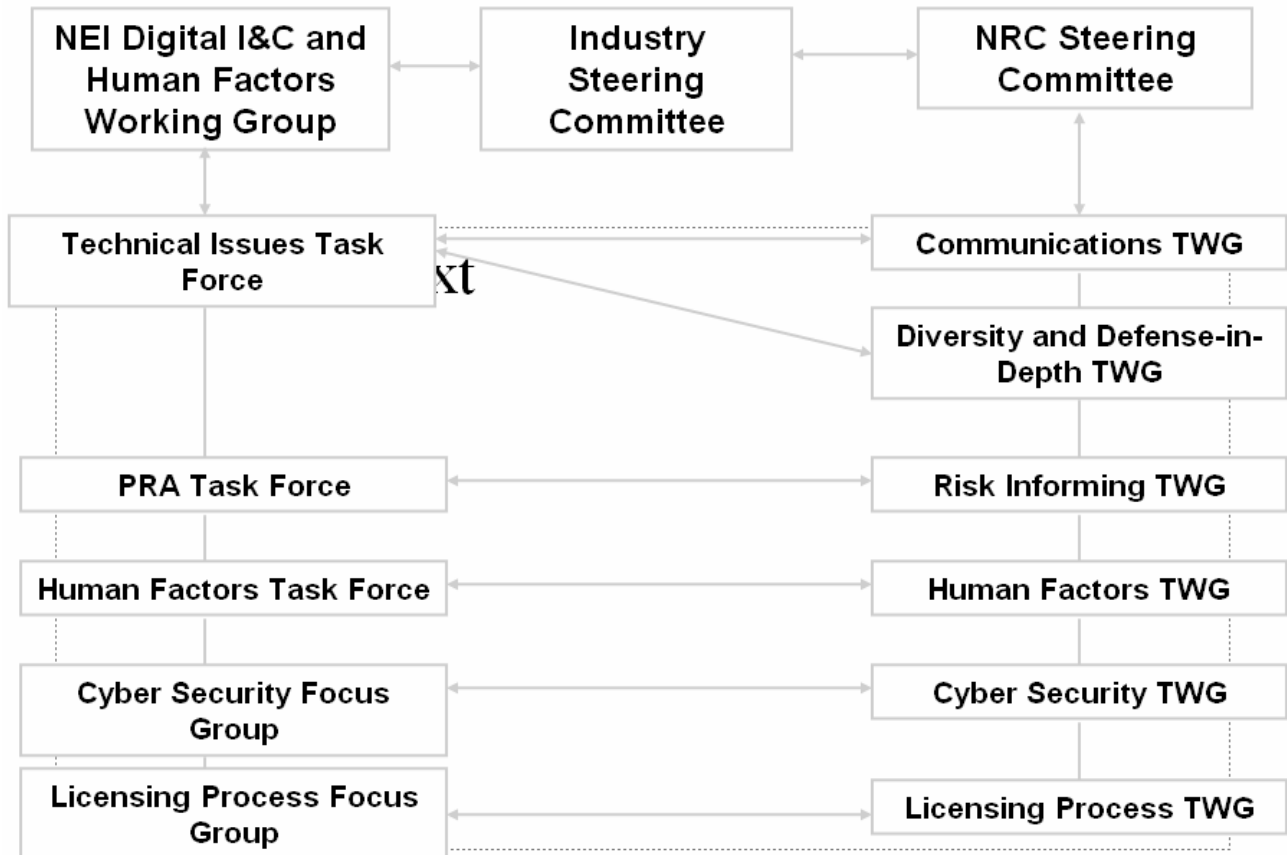 NEI Digital I&C and
Human Factors
Working Group
Industry
Steering
Committee
NRC Steering
Committee
Technical Issues Task
Force
xt
Communications TWG
Diversity and Defense-in-
Depth TWG
PRA Task Force
Risk Informing TWG
Human Factors Task Force
Human Factors TWG
Cyber Security Focus
Group
Cyber Security TWG
Licensing Process Focus
Group
Licensing Process TWG